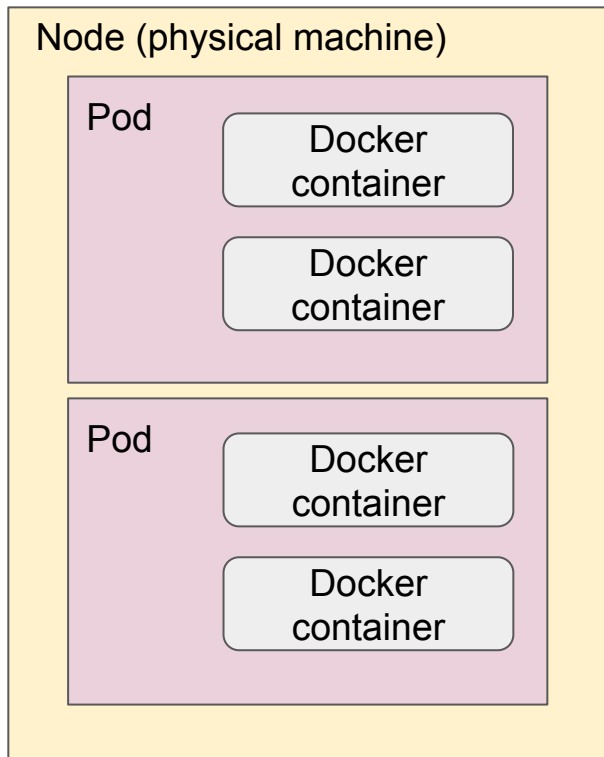 Node (physical machine)
Pod
Docker
container
Docker
container
Pod
Docker
container
Docker
container